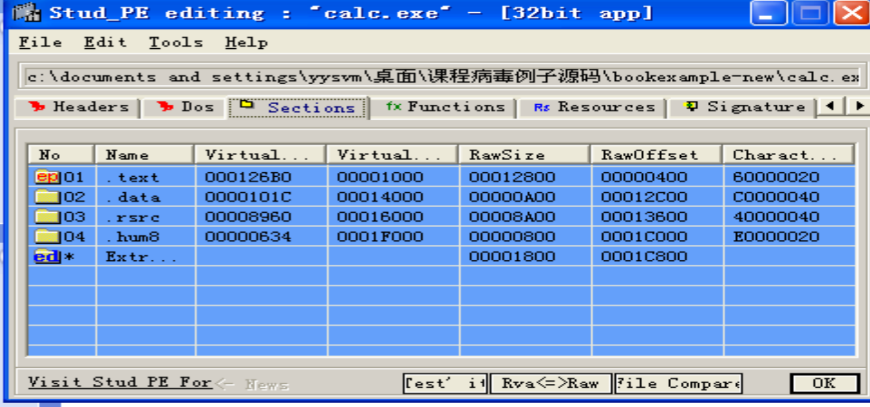 Stud_PE editing : "calc.exe" - [32bit app]
File Edit Tools Help
c:\documents and settings\yysvm\桌面\课程病毒例子源码\bookexample-new\calc.ex
Headers Dos Sections fx Functions Rs Resources Signature
No Name Virtual... Virtual... RawSize RawOffset Charact...
ep 01 .text 000126B0 00001000 00012800 00000400 60000020
02 .data 0000101C 00014000 00000A00 00012C00 C0000040
03 .rsrc 00008960 00016000 00008A00 00013600 40000040
04 .hum8 00000634 0001F000 00000800 0001C000 E0000020
ed * Extr... 00001800 0001C800
Visit Stud PE For <- News Test' it Rva<=>Raw File Compare OK